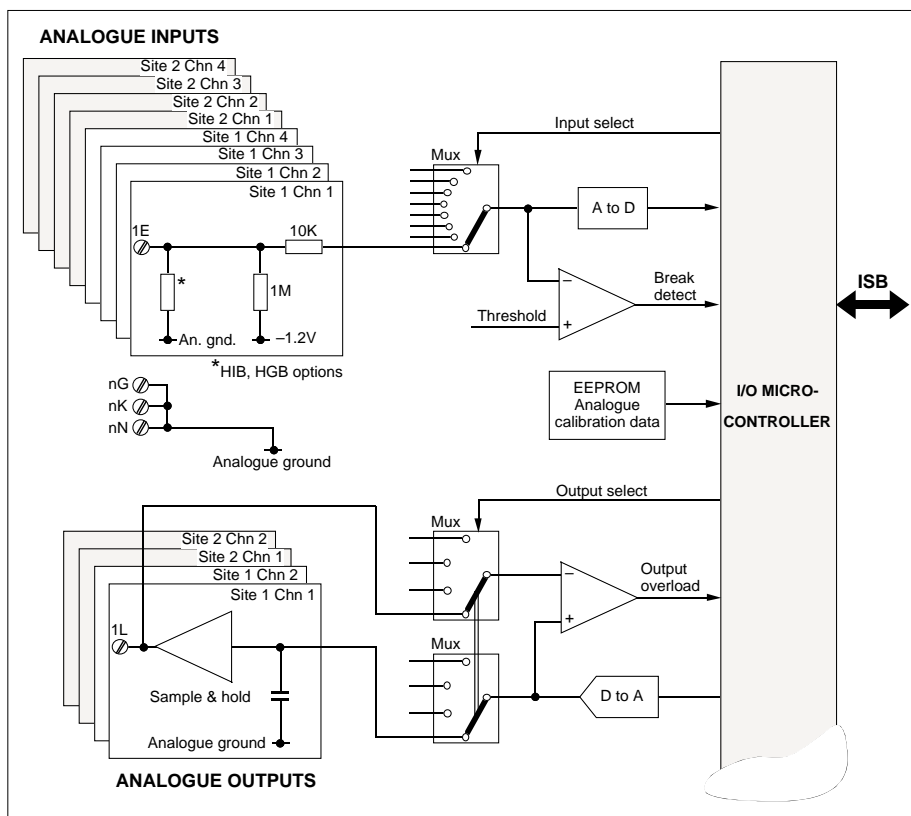 ANALOGUE INPUTS
Site 2 Chn 4
Site 2 Chn 3
Site 2 Chn 2
Site 2 Chn 1
Site 1 Chn 4
Site 1 Chn 3
Site 1 Chn 2
Site 1 Chn 1
1E
10K
*
1M
An. gnd.
–1.2V
*HIB, HGB options
nG
nK
nN
Analogue ground
Mux
Input select
A to D
Break
detect
–
+
Threshold
EEPROM
Analogue
calibration data
I/O MICRO-
CONTROLLER
ISB
Output select
Mux
–
+
Output
overload
Mux
D to A
Site 2 Chn 2
Site 2 Chn 1
Site 1 Chn 2
Site 1 Chn 1
1L
Sample & hold
Analogue ground
ANALOGUE OUTPUTS